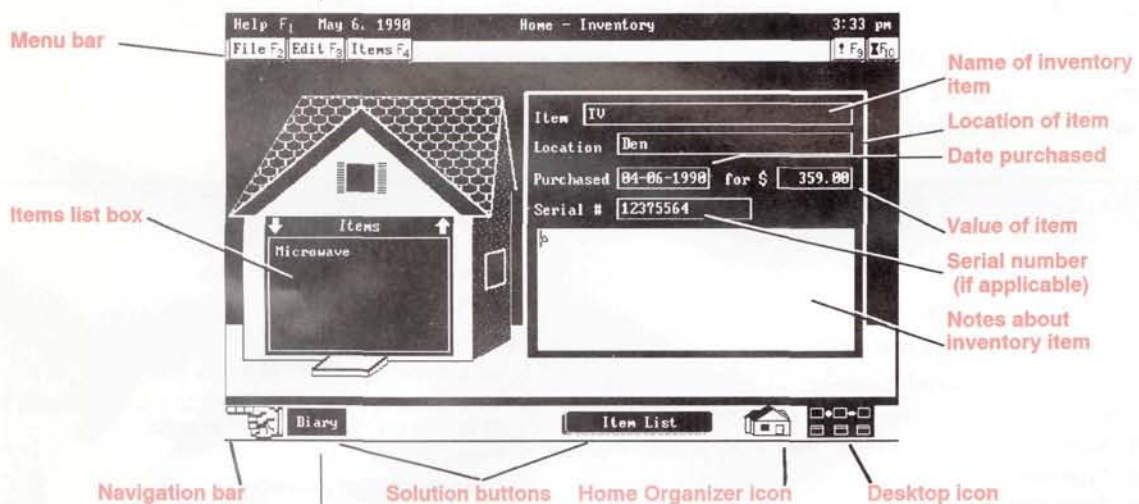 Help F1 May 6, 1990 Home - Inventory 3:33 pm
Menu bar
File F2 Edit F3 Items F4 ! F9 F10
Name of inventory
item
Item TV
Location of item
Location Den
Date purchased
Purchased 04-06-1990 for $ 359.00
Items list box
Serial # 12375564
Items
Value of item
Microwave
Serial number
(if applicable)
Notes about
inventory item
Diary Item List
Navigation bar Solution buttons Home Organizer icon Desktop icon